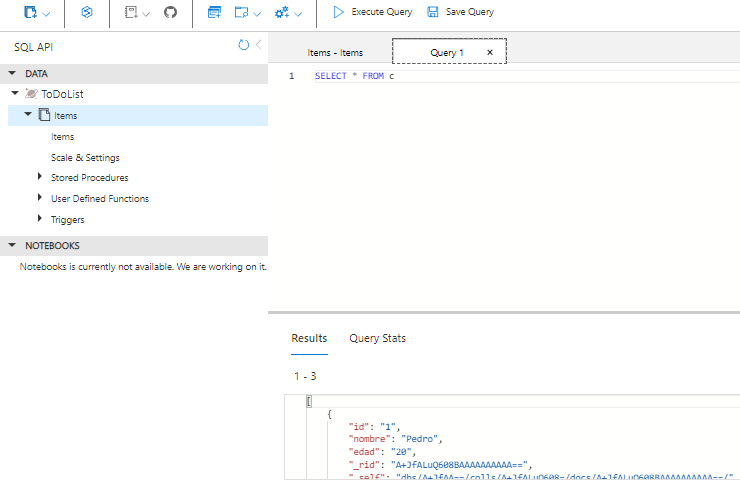 Execute Query
Save Query
SQL API
DATA
ToDoList
Items
Items
Scale & Settings
Stored Procedures
User Defined Functions
Triggers
NOTEBOOKS
Notebooks is currently not available. We are working on it.
Items - Items
Query 1 ×
1 SELECT * FROM c
Results
Query Stats
1 - 3
[
{
"id": "1",
"nombre": "Pedro",
"edad": "20",
"_rid": "A+JfALuQ608BAAAAAAAAAA==",
"_self": "dbs/A+JfAA==/colls/A+JfALuQ608=/docs/A+JfALuQ608BAAAAAAAAAA==/"